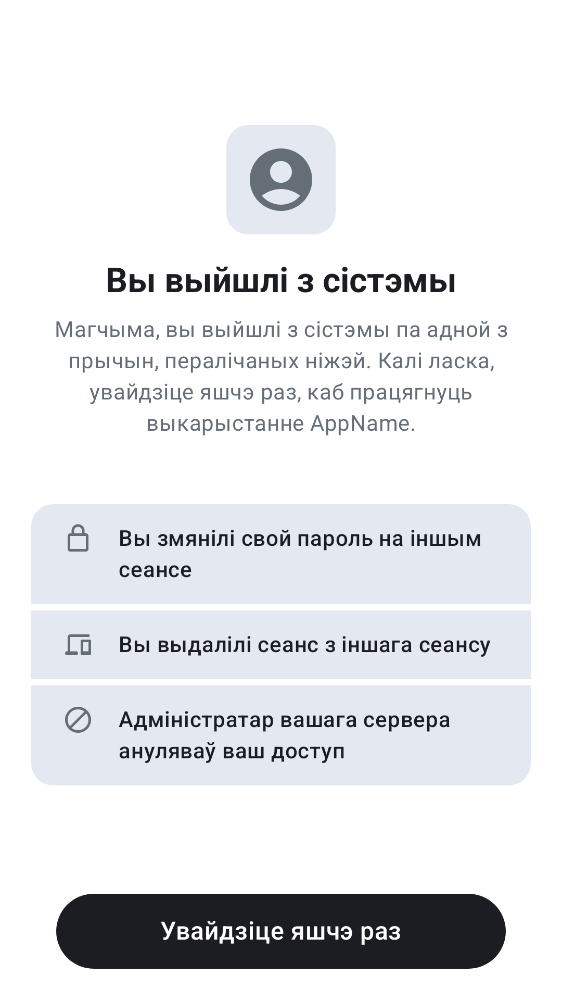 Вы выйшлі з сістэмы
Магчыма, вы выйшлі з сістэмы па адной з
прычын, пералічаных ніжэй. Калі ласка,
увайдзіце яшчэ раз, каб працягнуць
выкарыстанне AppName.
Вы змянілі свой пароль на іншым
сеансе
Вы выдалілі сеанс з іншага сеансу
Адміністратар вашага сервера
ануляваў ваш доступ
Увайдзіце яшчэ раз